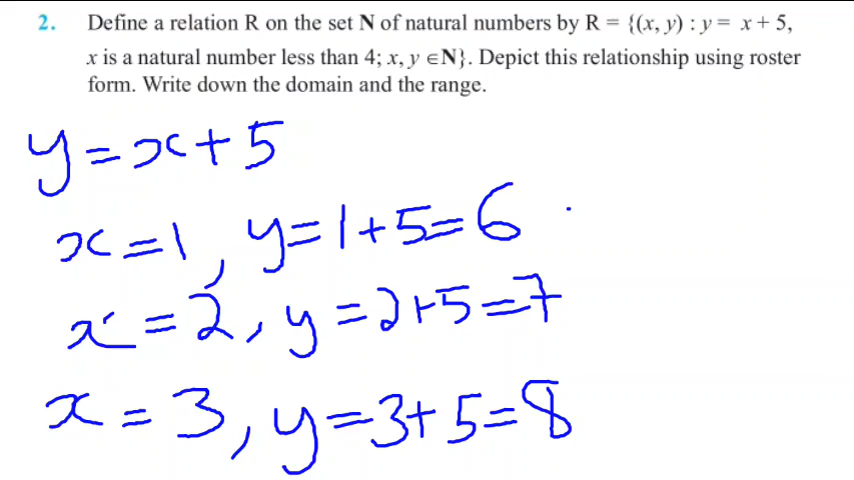 2. Define a relation R on the set N of natural numbers by R = {(x, y) : y = x + 5,
x is a natural number less than 4; x, y ∈N}. Depict this relationship using roster
form. Write down the domain and the range.
y=x+5
x=1, y=1+5=6
x=2, y=2+5=7
x=3, y=3+5=8